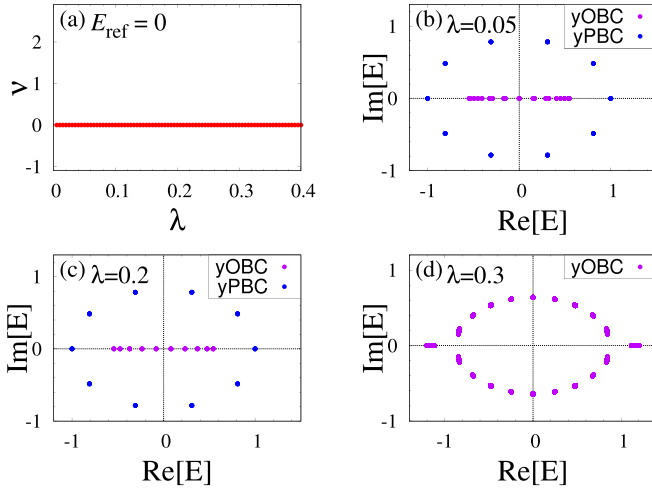 (a) E_ref = 0
ν
2
1
0
-1
0
0.1
0.2
0.3
0.4
λ
(b) λ=0.05
yOBC
yPBC
Im[E]
1
0
-1
-1
0
1
Re[E]
(c) λ=0.2
yOBC
yPBC
Im[E]
1
0
-1
-1
0
1
Re[E]
(d) λ=0.3
yOBC
Im[E]
1
0
-1
-1
0
1
Re[E]